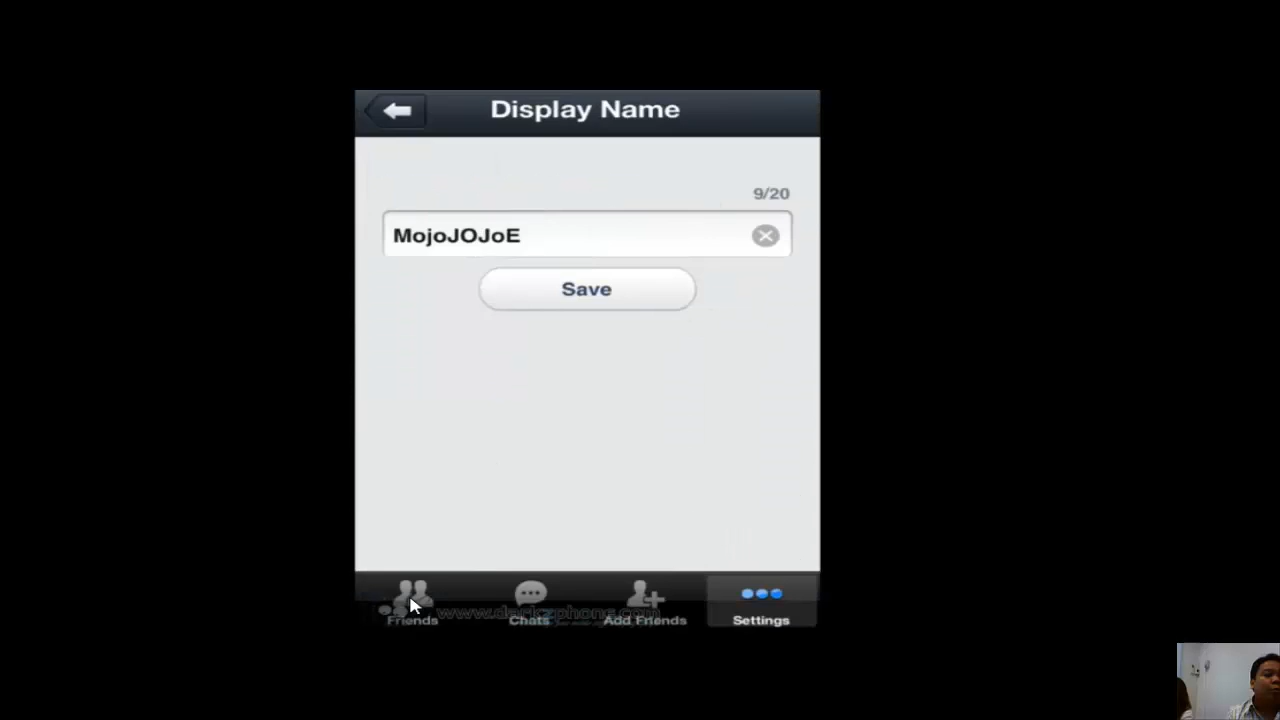 Display Name
9/20
MojoJOJoE
Save
Friends
Chats
Add Friends
Settings